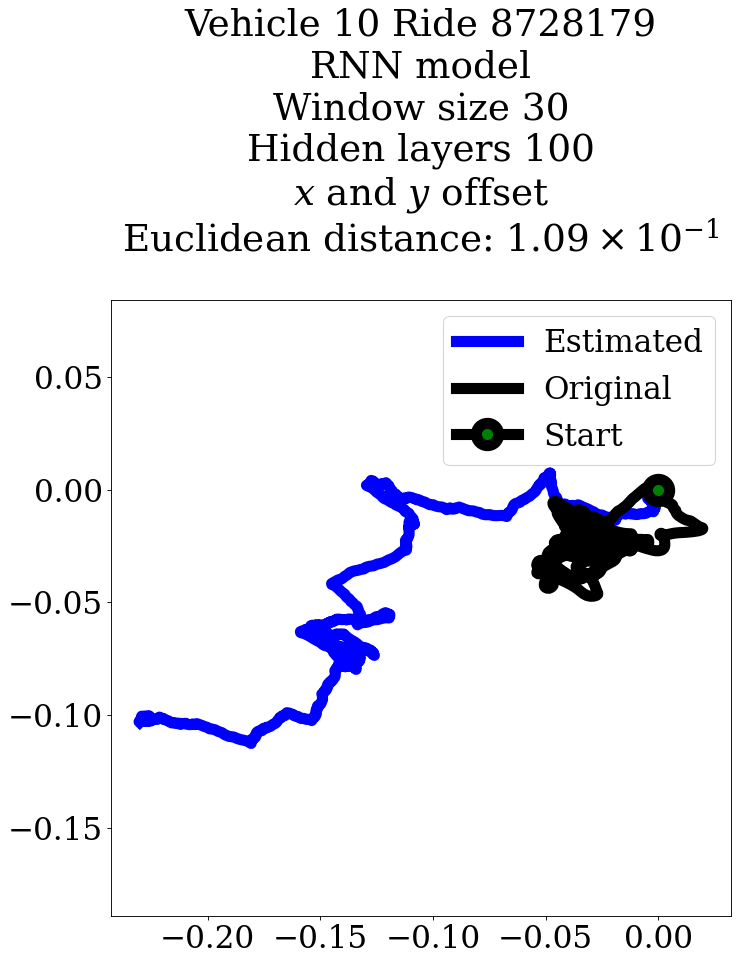 Vehicle 10 Ride 8728179
RNN model
Window size 30
Hidden layers 100
x and y offset
Euclidean distance: 1.09 × 10⁻¹
Estimated
Original
Start
0.05
0.00
−0.05
−0.10
−0.15
−0.20 −0.15 −0.10 −0.05 0.00